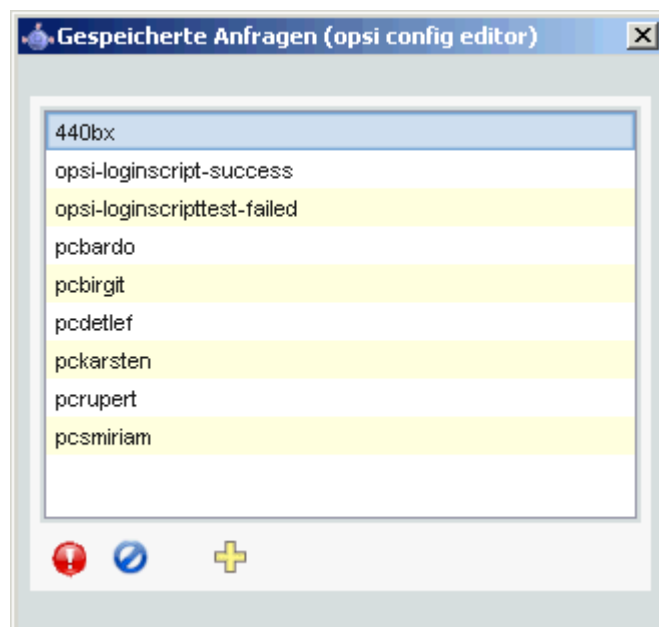 Gespeicherte Anfragen (opsi config editor)
440bx
opsi-loginscript-success
opsi-loginscripttest-failed
pcbardo
pcbirgit
pcdetlef
pckarsten
pcrupert
pcsmiriam